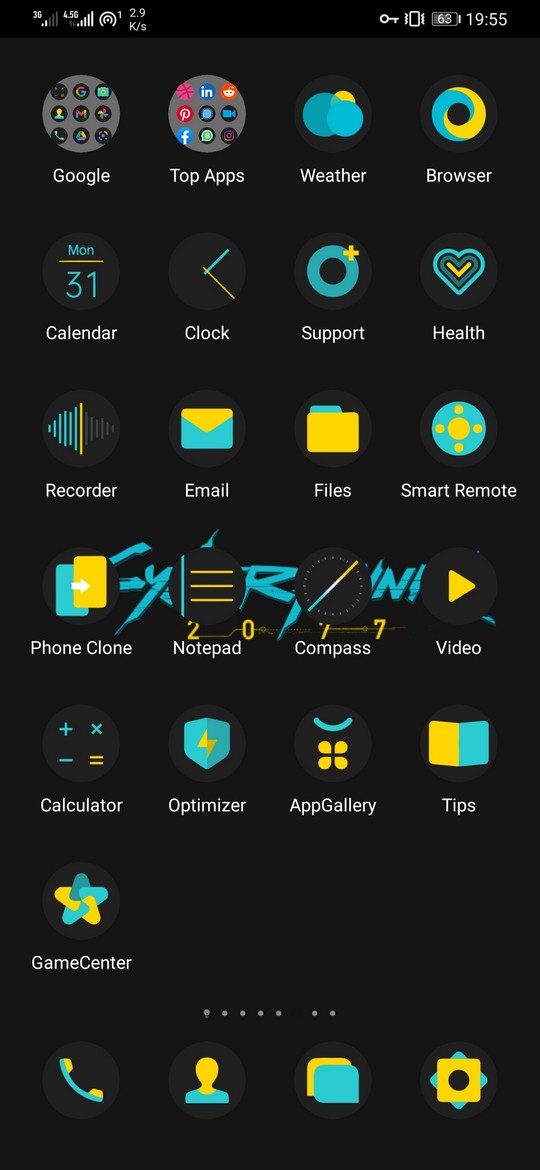 3G 4.5G 1 2.9 K/s 63 19:55
Google Top Apps Weather Browser
Mon
31
Calendar Clock Support Health
Recorder Email Files Smart Remote
Cyberpunk
2 0 7 7
Phone Clone Notepad Compass Video
Calculator Optimizer AppGallery Tips
GameCenter